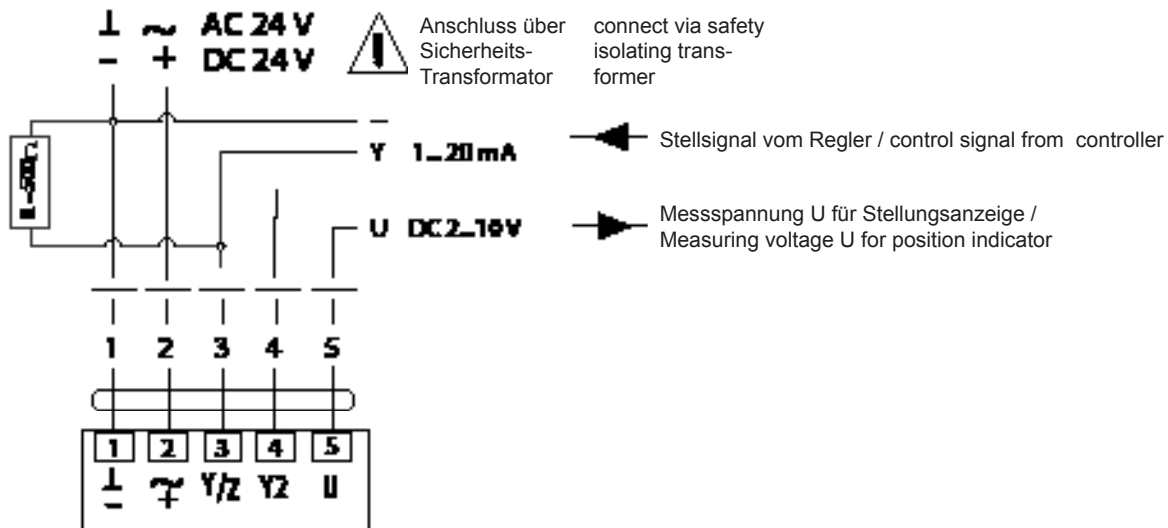 ⊥ ~ AC 24 V
- + DC 24 V
Anschluss über
Sicherheits-
Transformator
connect via safety
isolating trans-
former
–
Y 1...20 mA
Stellsignal vom Regler / control signal from controller
U DC 2...10 V
Messspannung U für Stellungsanzeige /
Measuring voltage U for position indicator
1 2 3 4 5
1 2 3 4 5
⊥ ~ Y/Z Y2 U
- +